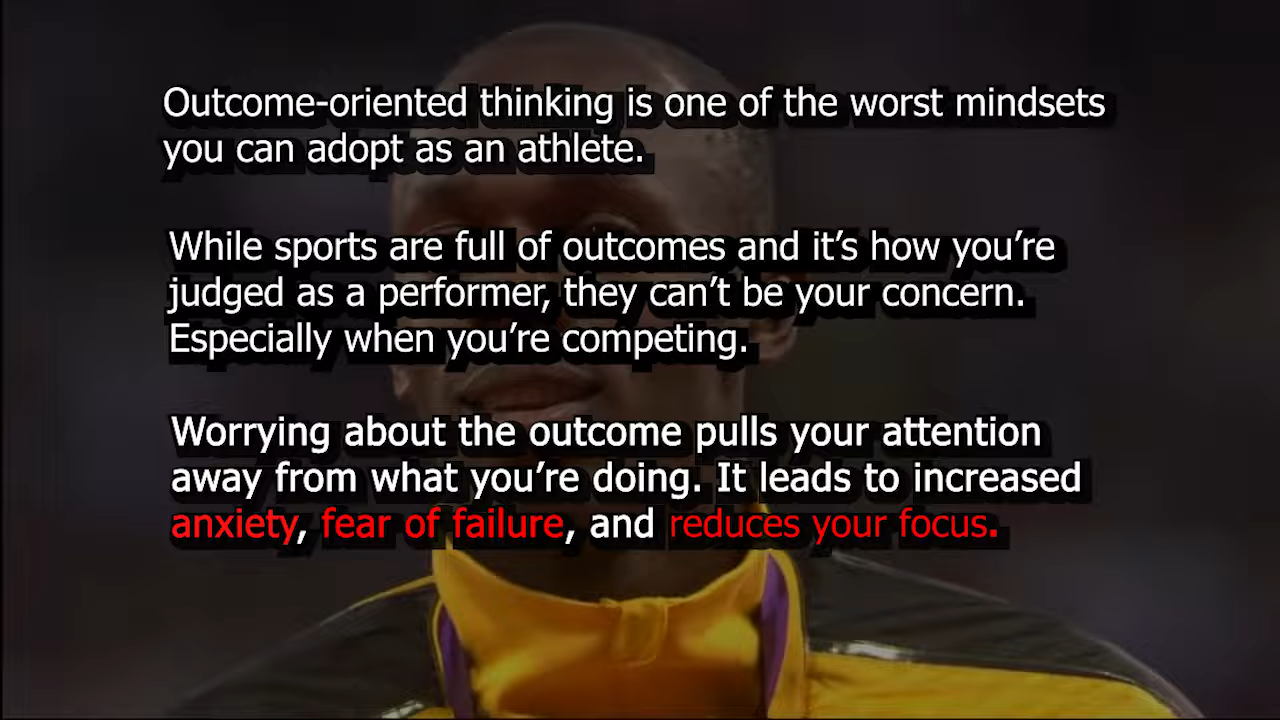 Outcome-oriented thinking is one of the worst mindsets
you can adopt as an athlete.
While sports are full of outcomes and it’s how you’re
judged as a performer, they can’t be your concern.
Especially when you’re competing.
Worrying about the outcome pulls your attention
away from what you’re doing. It leads to increased
anxiety, fear of failure, and reduces your focus.